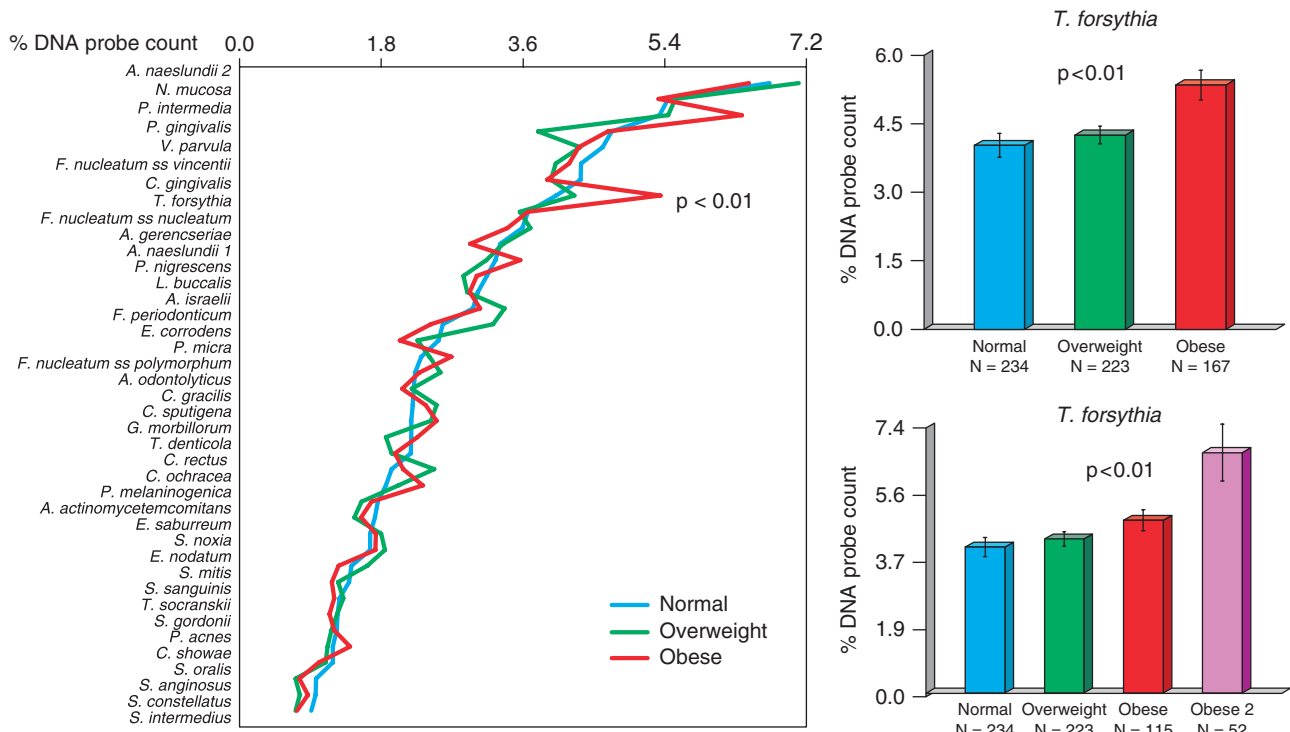 % DNA probe count
0.0 1.8 3.6 5.4 7.2
A. naeslundii 2
N. mucosa
P. intermedia
P. gingivalis
V. parvula
F. nucleatum ss vincentii
C. gingivalis
T. forsythia
F. nucleatum ss nucleatum
A. gerencseriae
A. naeslundii 1
P. nigrescens
L. buccalis
A. israelii
F. periodonticum
E. corrodens
P. micra
F. nucleatum ss polymorphum
A. odontolyticus
C. gracilis
C. sputigena
G. morbillorum
T. denticola
C. rectus
C. ochracea
P. melaninogenica
A. actinomycetemcomitans
E. saburreum
S. noxia
E. nodatum
S. mitis
S. sanguinis
T. socranskii
S. gordonii
P. acnes
C. showae
S. oralis
S. anginosus
S. constellatus
S. intermedius
p < 0.01
Normal
Overweight
Obese
T. forsythia
p<0.01
% DNA probe count
6.0
4.5
3.0
1.5
0.0
Normal Overweight Obese
N = 234 N = 223 N = 167
T. forsythia
p<0.01
% DNA probe count
7.4
5.6
3.7
1.9
0.0
Normal Overweight Obese Obese 2
N = 234 N = 223 N = 115 N = 52